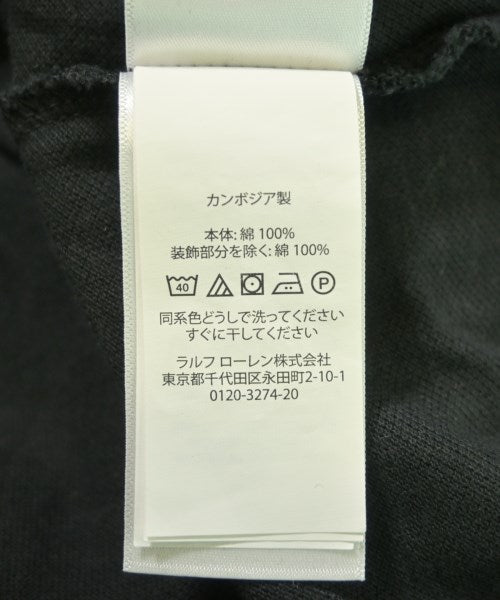 カンボジア製
本体: 綿 100%
装飾部分を除く: 綿 100%
40 P
同系色どうしで洗ってください
すぐに干してください
ラルフ ローレン株式会社
東京都千代田区永田町2-10-1
0120-3274-20